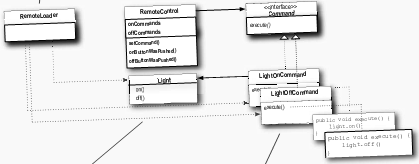 RemoteLoader
RemoteControl
onCommands
offCommands
setCommand()
onButtonWasPushed()
offButtonWasPushed()
<<interface>>
Command
execute()
Light
on()
off()
LightOnCommand
LightOffCommand
execute()
public void execute() {
light.on()
public void execute() {
light.off()
}